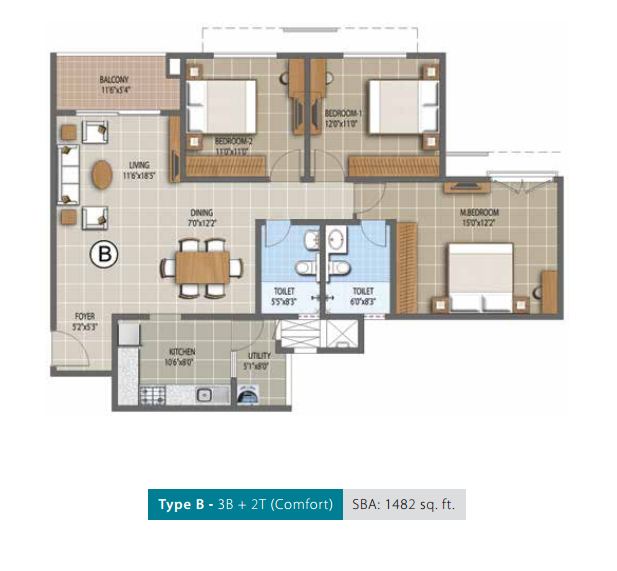 BALCONY
11'6"x5'4"
BEDROOM-2
11'0"x11'0"
BEDROOM-1
12'0"x11'0"
LIVING
11'6"x18'5"
DINING
7'0"x12'2"
M.BEDROOM
15'0"x12'2"
B
TOILET
5'5"x8'3"
TOILET
6'0"x8'3"
FOYER
5'2"x5'3"
KITCHEN
10'6"x8'0"
UTILITY
5'1"x8'0"
Type B - 3B + 2T (Comfort) SBA: 1482 sq. ft.